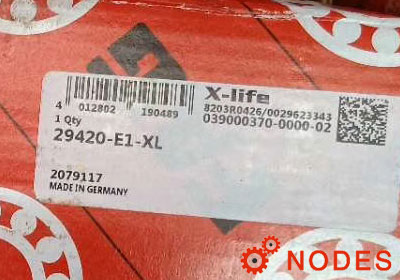 X-life
4 012802 190489
8203R0426/0029623343
1 Qty
039000370-0000-02
29420-E1-XL
2079117
MADE IN GERMANY
NODES